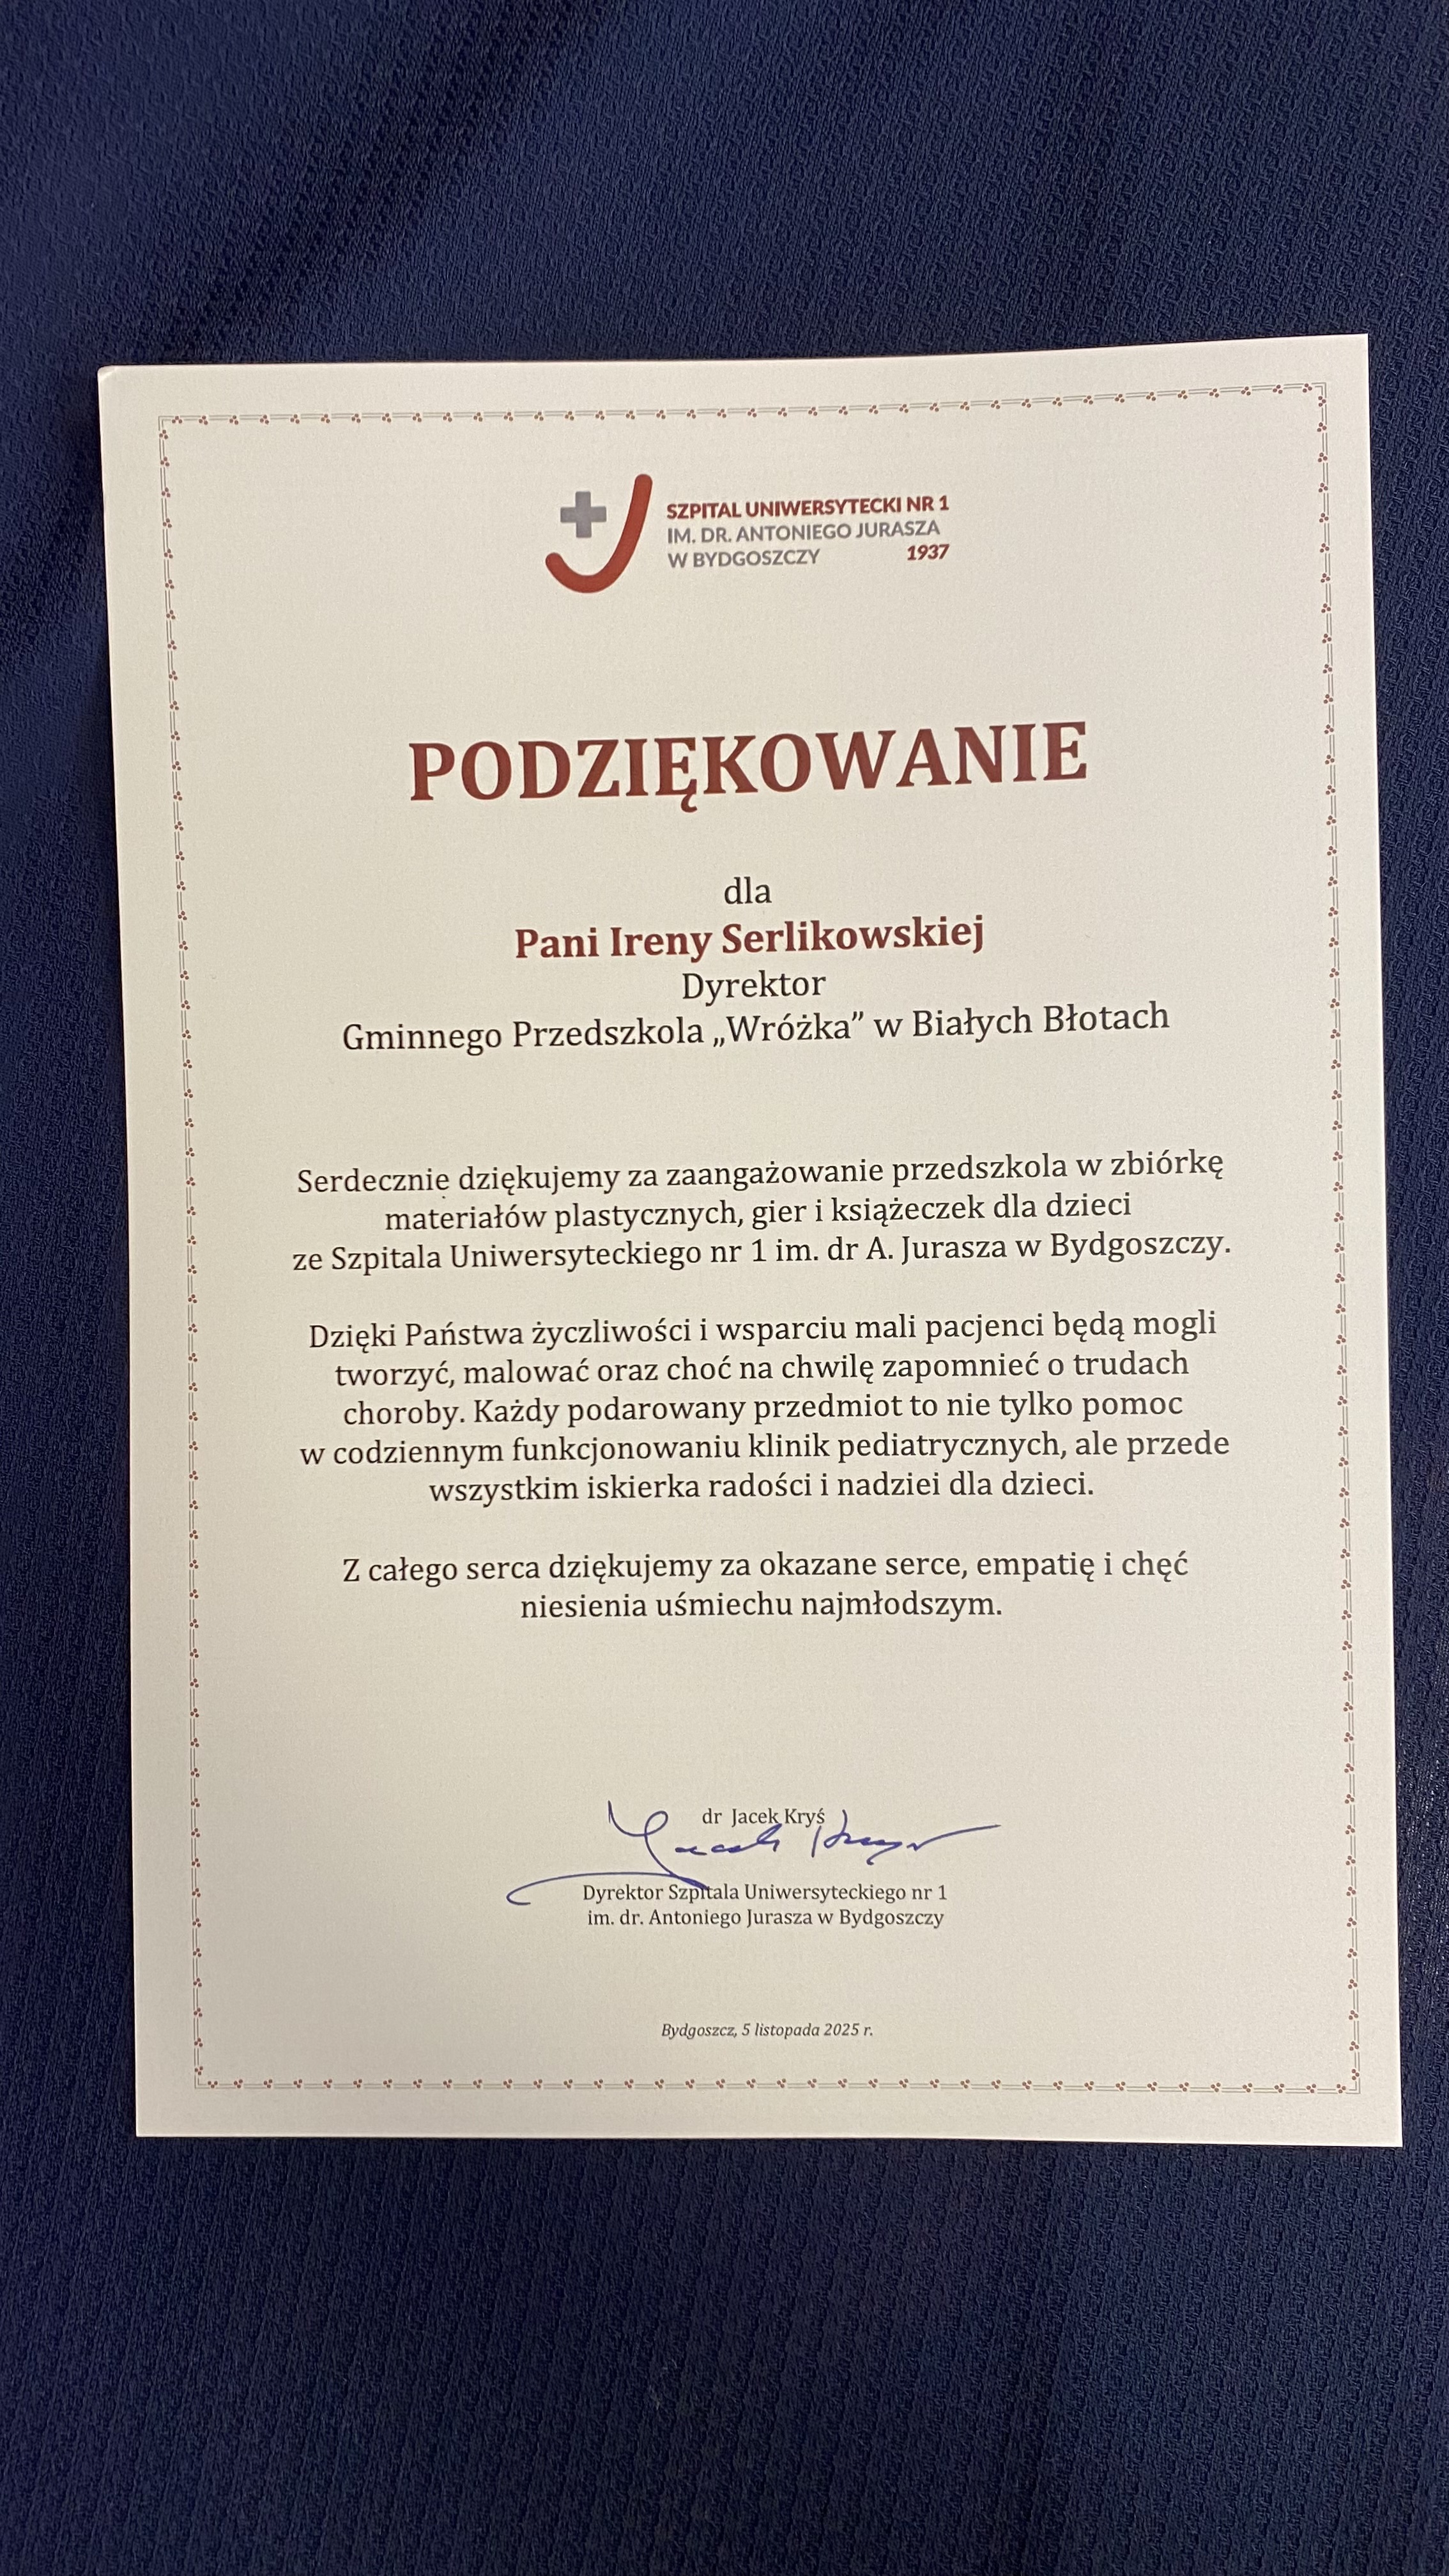 SZPITAL UNIWERSYTECKI NR 1
IM. DR. ANTONIEGO JURASZA
W BYDGOSZCZY 1937
PODZIĘKOWANIE
dla
Pani Ireny Serlikowskiej
Dyrektor
Gminnego Przedszkola „Wróżka” w Białych Błotach
Serdecznie dziękujemy za zaangażowanie przedszkola w zbiórkę
materiałów plastycznych, gier i książeczek dla dzieci
ze Szpitala Uniwersyteckiego nr 1 im. dr A. Jurasza w Bydgoszczy.
Dzięki Państwa życzliwości i wsparciu mali pacjenci będą mogli
tworzyć, malować oraz choć na chwilę zapomnieć o trudach
choroby. Każdy podarowany przedmiot to nie tylko pomoc
w codziennym funkcjonowaniu klinik pediatrycznych, ale przede
wszystkim iskierka radości i nadziei dla dzieci.
Z całego serca dziękujemy za okazane serce, empatię i chęć
niesienia uśmiechu najmłodszym.
dr Jacek Kryś
Jacek Kryś
Dyrektor Szpitala Uniwersyteckiego nr 1
im. dr. Antoniego Jurasza w Bydgoszczy
Bydgoszcz, 5 listopada 2025 r.